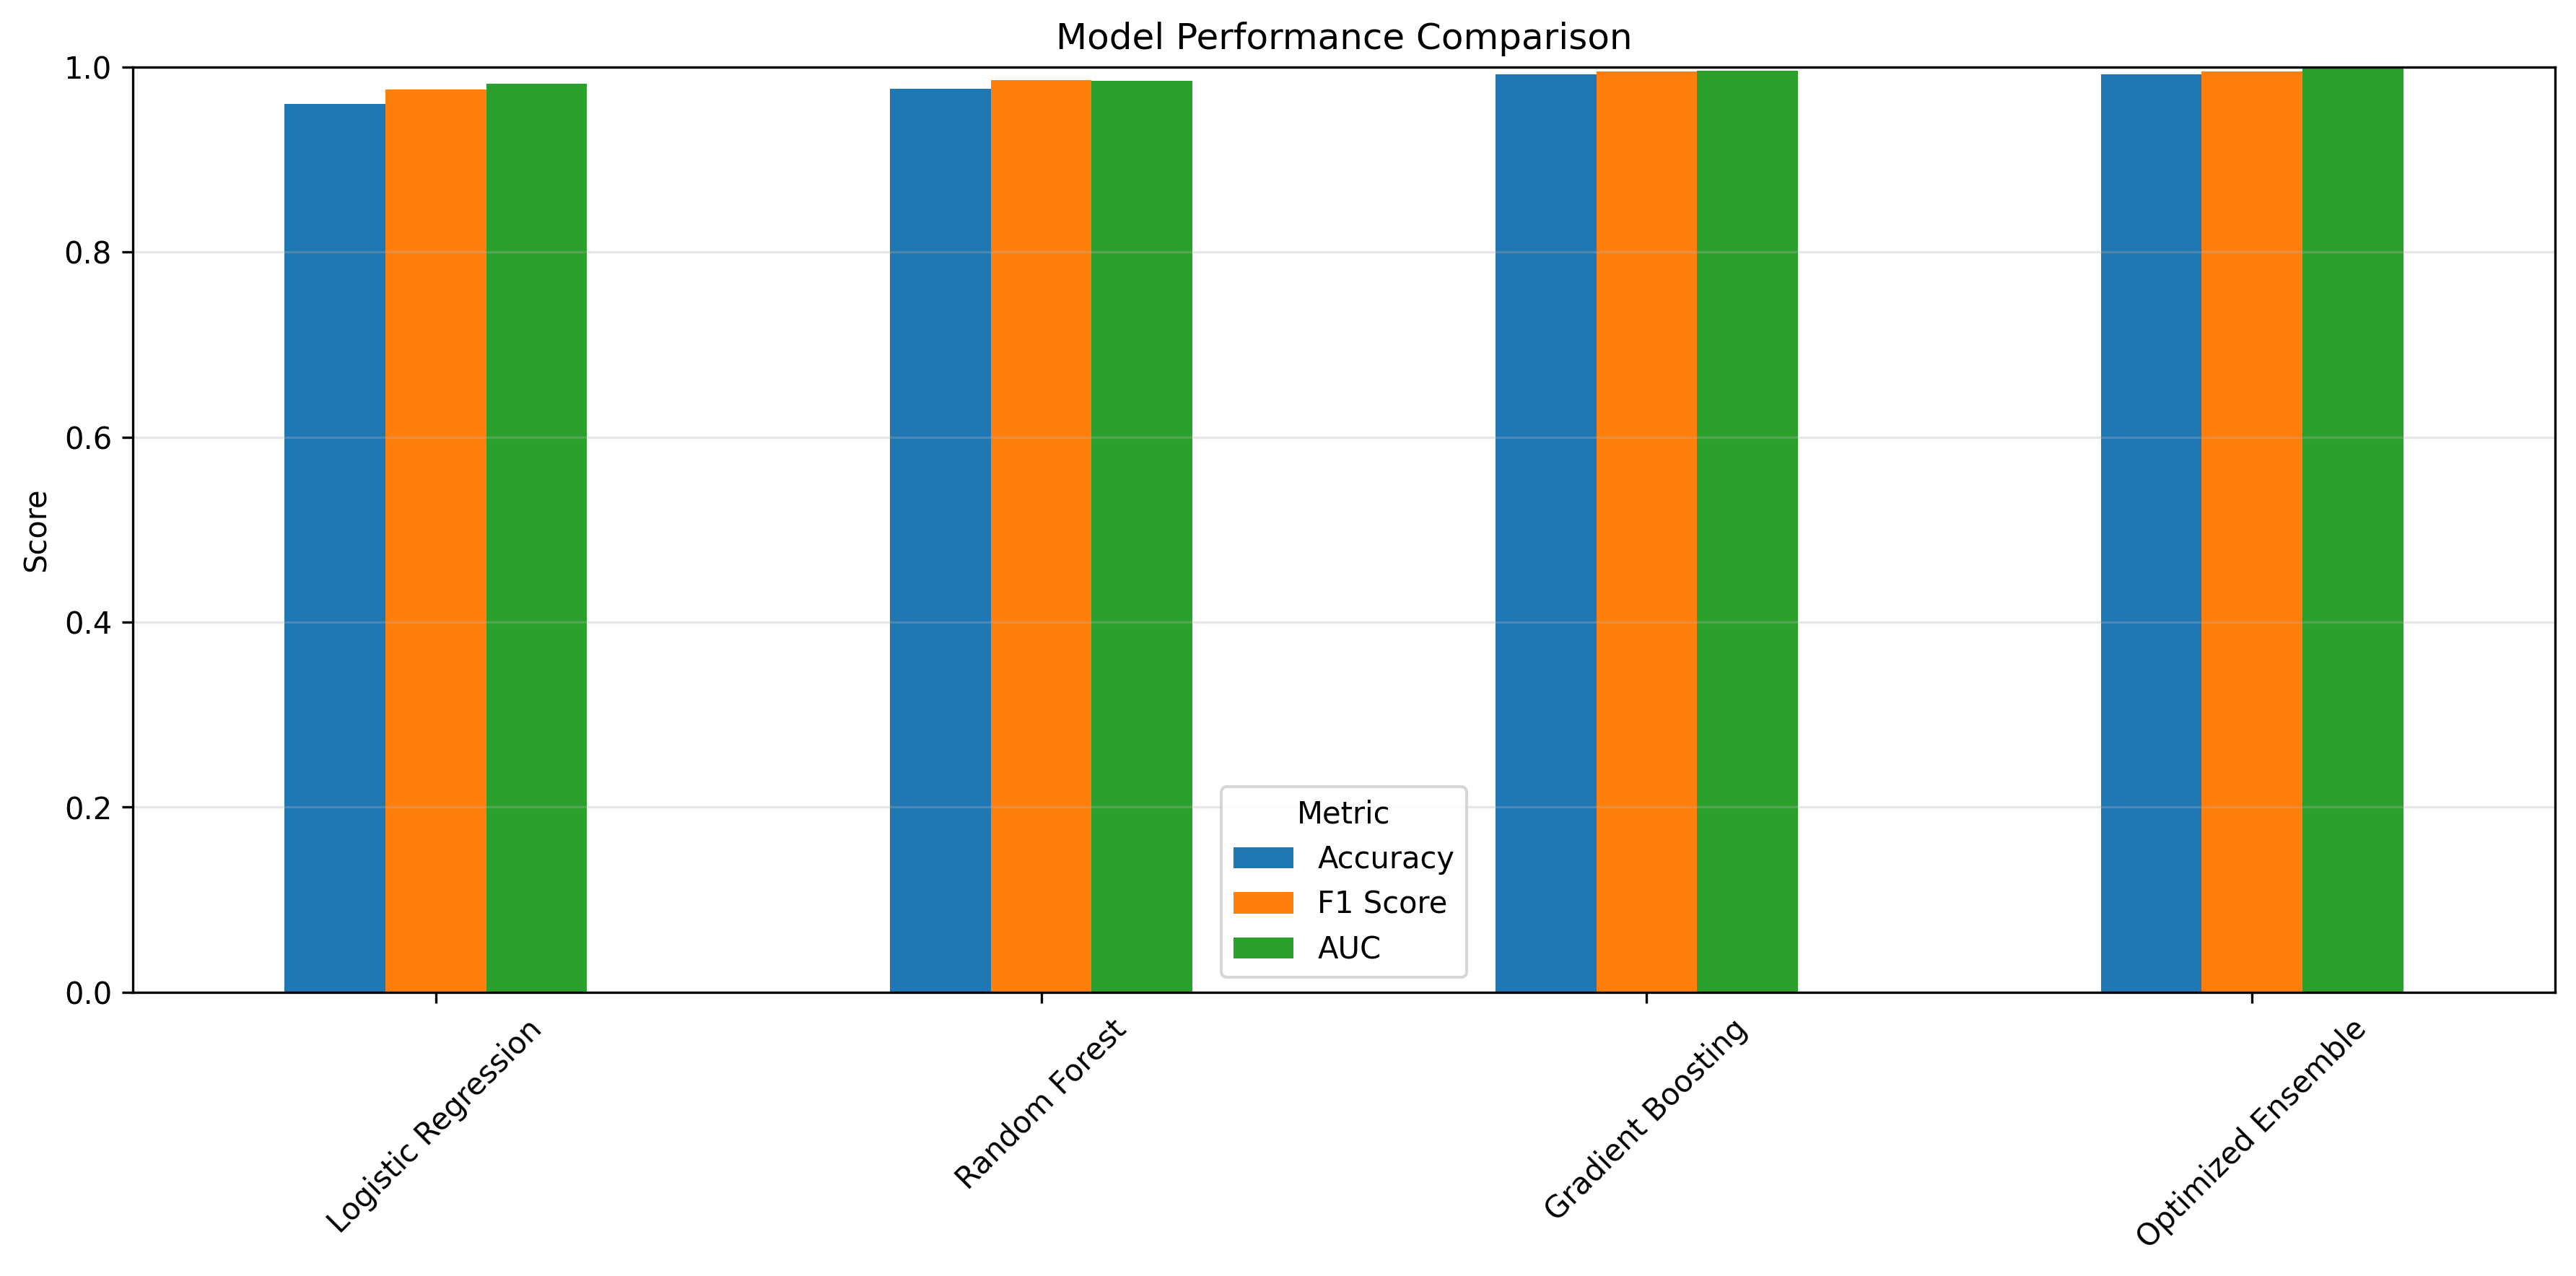 Model Performance Comparison
1.0
0.8
0.6
0.4
0.2
0.0
Score
Metric
Accuracy
F1 Score
AUC
Logistic Regression
Random Forest
Gradient Boosting
Optimized Ensemble